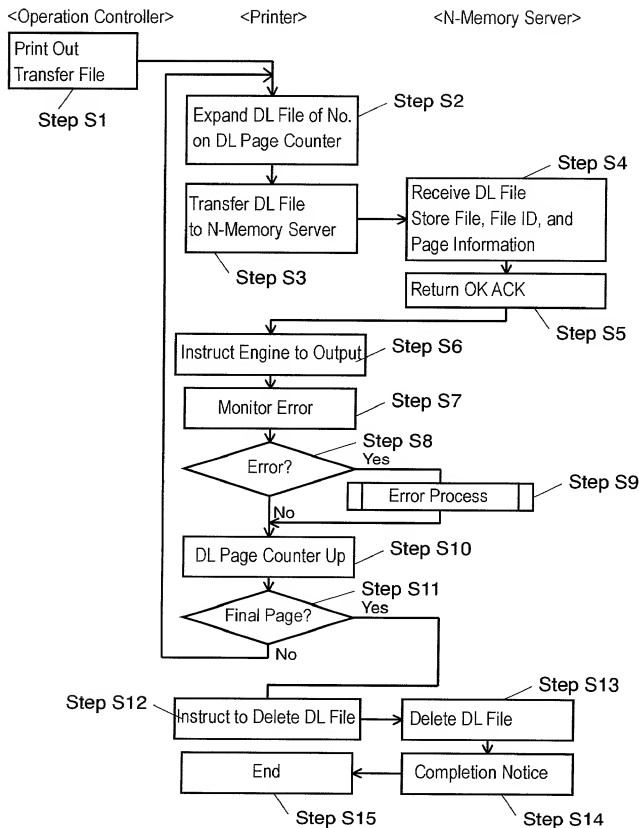 <Operation Controller>
<Printer>
<N-Memory Server>
Print Out
Transfer File
Step S1
Expand DL File of No.
on DL Page Counter
Step S2
Transfer DL File
to N-Memory Server
Step S3
Step S4
Receive DL File
Store File, File ID, and
Page Information
Return OK ACK
Step S5
Instruct Engine to Output
Step S6
Monitor Error
Step S7
Step S8
Error?
Yes
Error Process
Step S9
No
DL Page Counter Up
Step S10
Step S11
Final Page?
Yes
No
Step S12
Instruct to Delete DL File
Step S13
Delete DL File
End
Completion Notice
Step S15
Step S14